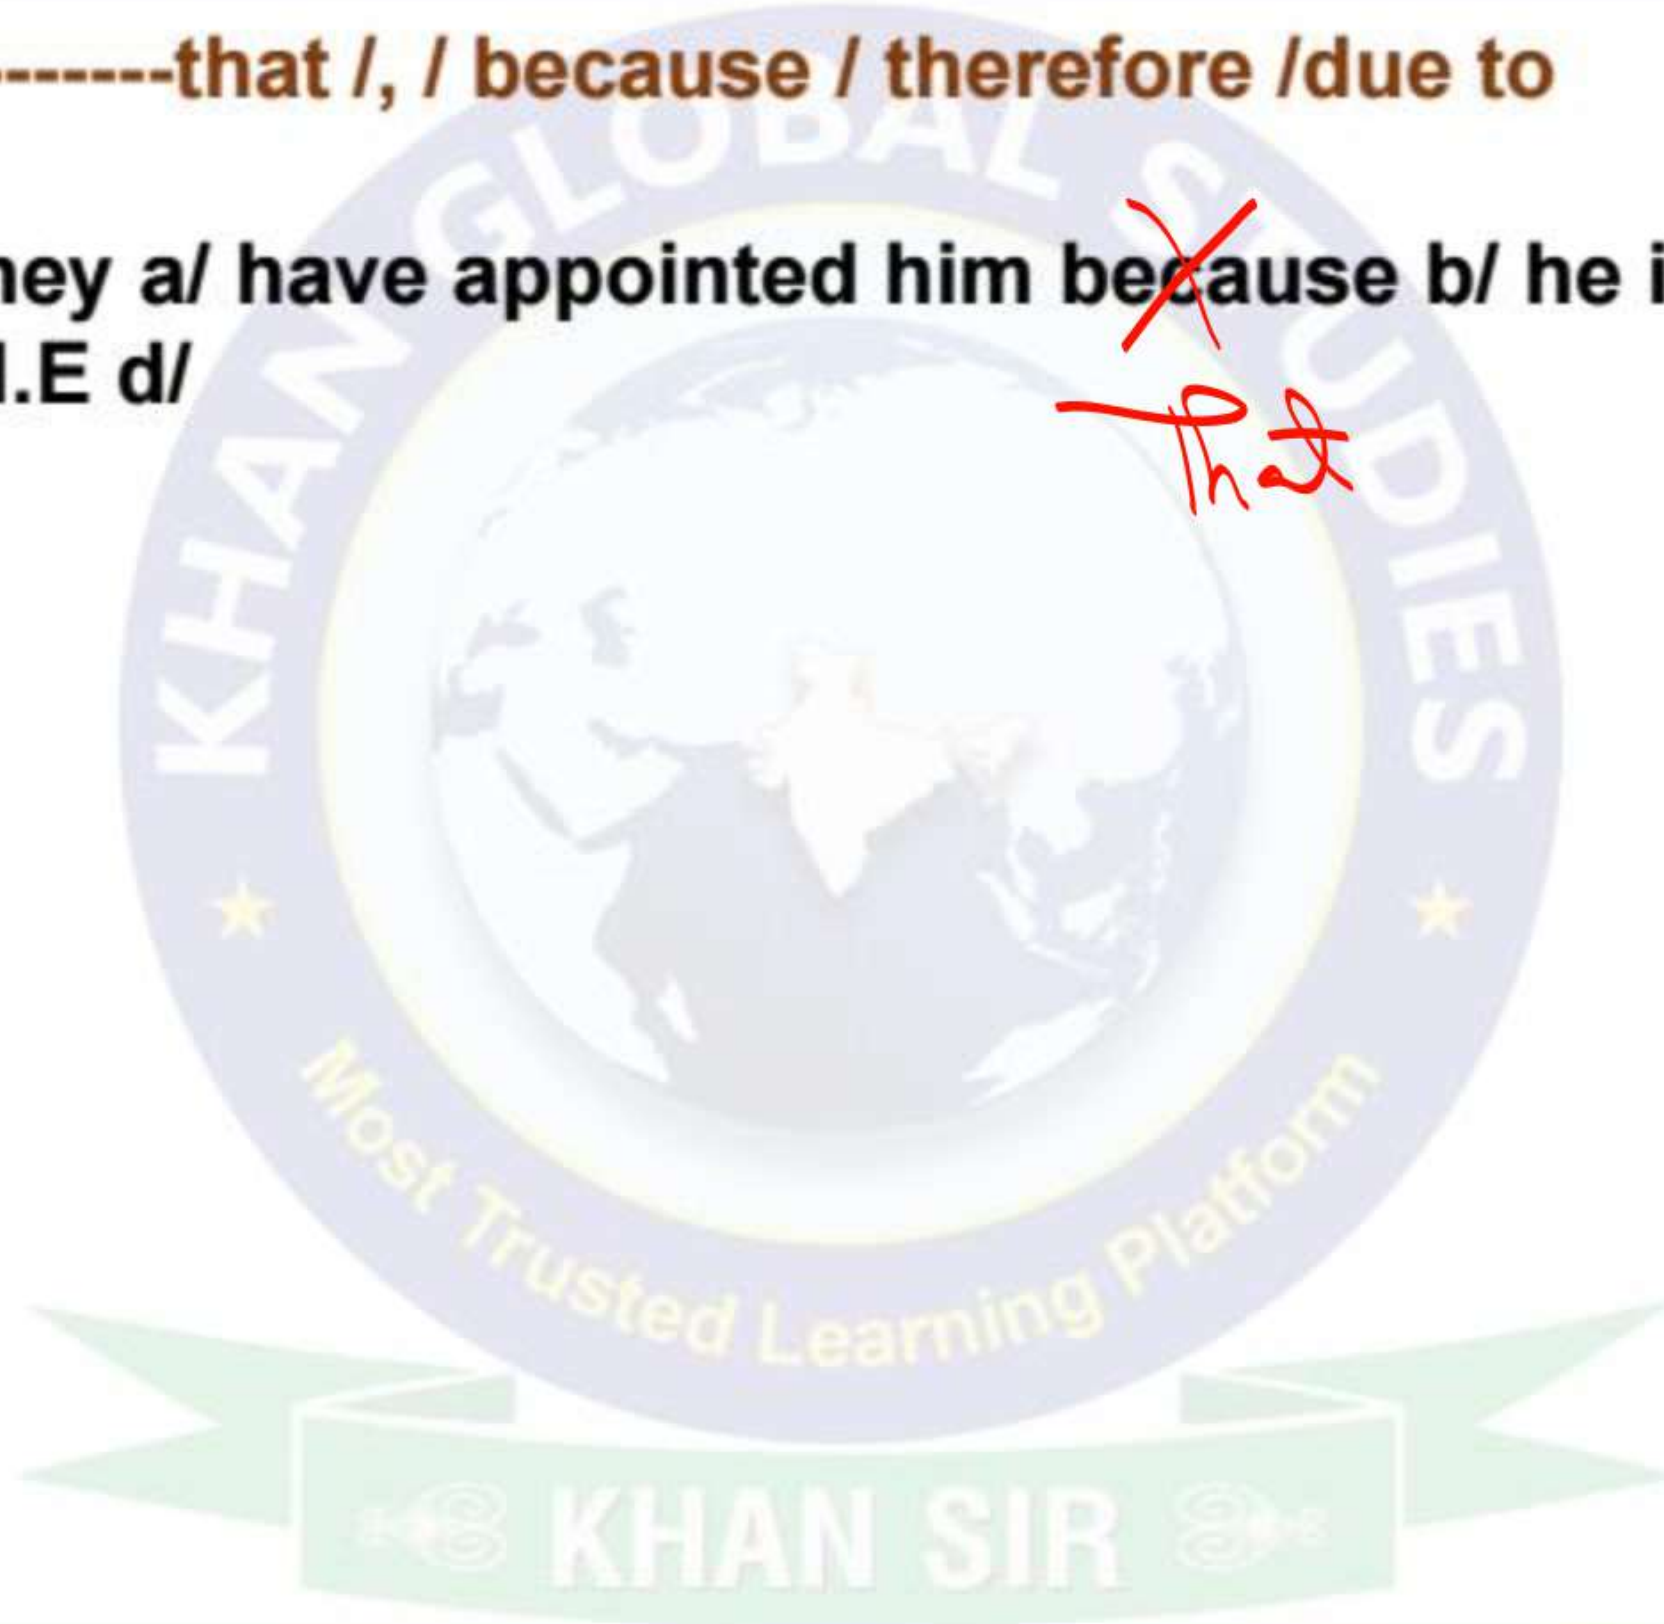 -------that /, / because / therefore /due to
hey a/ have appointed him because b/ he i
.E d/
That
KHAN GLOBAL STUDIES
Most Trusted Learning Platform
KHAN SIR